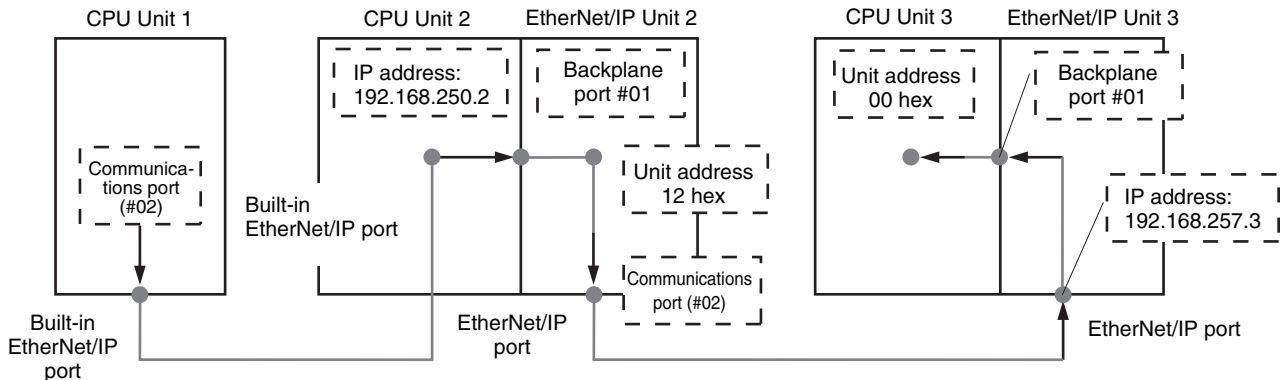 CPU Unit 1
Communica-
tions port
(#02)
Built-in
EtherNet/IP
port
CPU Unit 2
EtherNet/IP Unit 2
IP address:
192.168.250.2
Backplane
port #01
Built-in
EtherNet/IP port
Unit address
12 hex
Communications
port (#02)
EtherNet/IP
port
CPU Unit 3
EtherNet/IP Unit 3
Unit address
00 hex
Backplane
port #01
IP address:
192.168.257.3
EtherNet/IP port